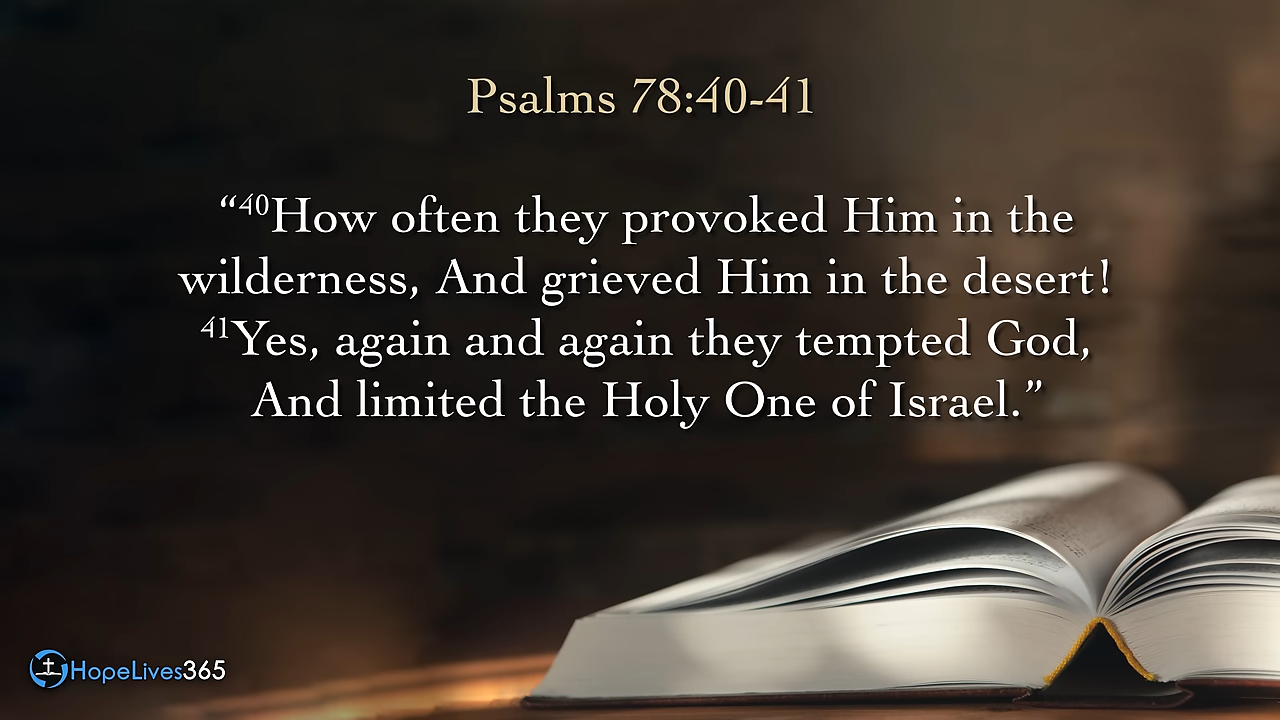 Psalms 78:40-41
“⁴⁰How often they provoked Him in the
wilderness, And grieved Him in the desert!
⁴¹Yes, again and again they tempted God,
And limited the Holy One of Israel.”
HopeLives365